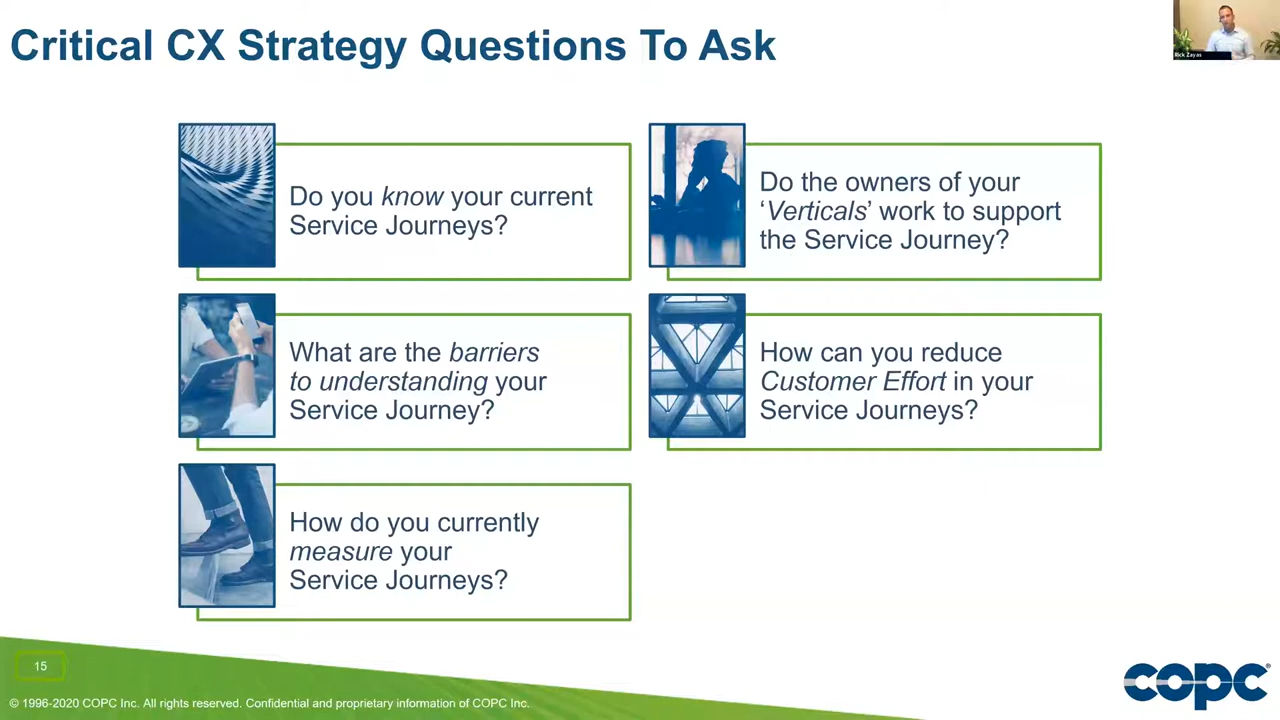 Critical CX Strategy Questions To Ask
Rick Zayas
Do you know your current
Service Journeys?
What are the barriers
to understanding your
Service Journey?
How do you currently
measure your
Service Journeys?
Do the owners of your
‘Verticals’ work to support
the Service Journey?
How can you reduce
Customer Effort in your
Service Journeys?
15
© 1996-2020 COPC Inc. All rights reserved. Confidential and proprietary information of COPC Inc.
copc®